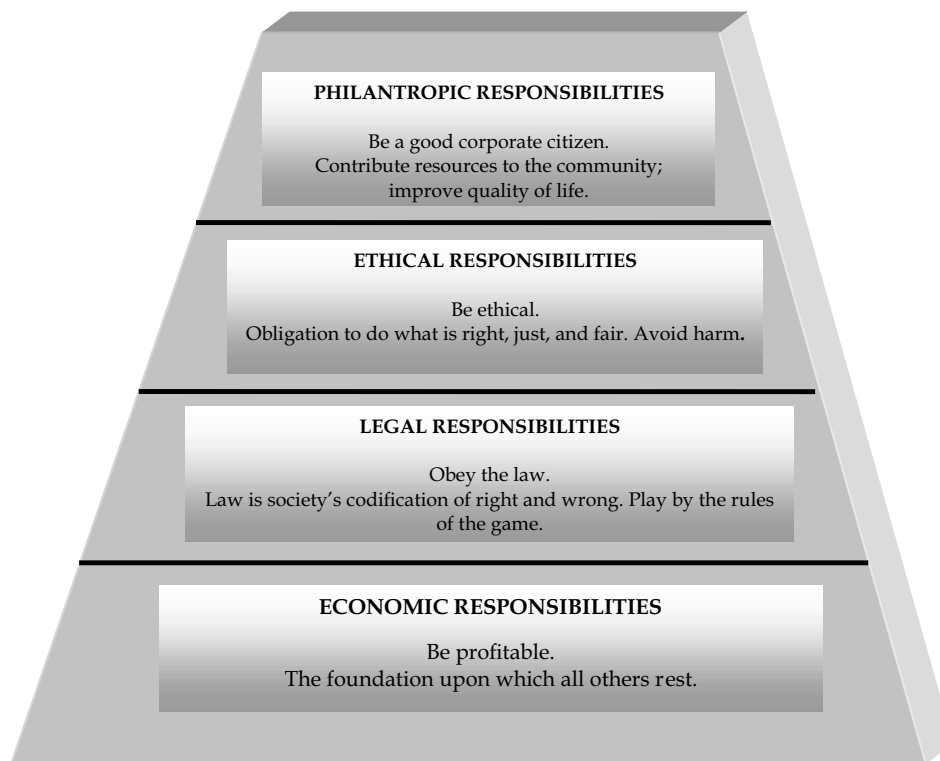 PHILANTROPIC RESPONSIBILITIES
Be a good corporate citizen.
Contribute resources to the community;
improve quality of life.
ETHICAL RESPONSIBILITIES
Be ethical.
Obligation to do what is right, just, and fair. Avoid harm.
LEGAL RESPONSIBILITIES
Obey the law.
Law is society’s codification of right and wrong. Play by the rules
of the game.
ECONOMIC RESPONSIBILITIES
Be profitable.
The foundation upon which all others rest.